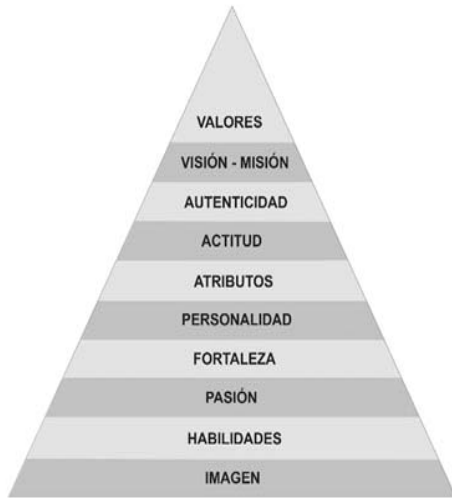 VALORES
VISIÓN - MISIÓN
AUTENTICIDAD
ACTITUD
ATRIBUTOS
PERSONALIDAD
FORTALEZA
PASIÓN
HABILIDADES
IMAGEN